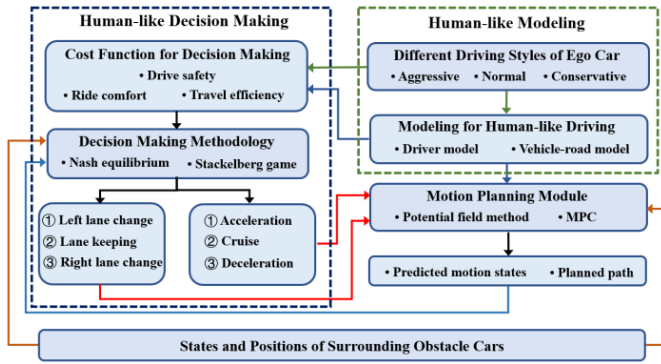 Human-like Decision Making
Cost Function for Decision Making
• Drive safety
• Ride comfort • Travel efficiency
Decision Making Methodology
• Nash equilibrium • Stackelberg game
① Left lane change
② Lane keeping
③ Right lane change
① Acceleration
② Cruise
③ Deceleration
Human-like Modeling
Different Driving Styles of Ego Car
• Aggressive • Normal • Conservative
Modeling for Human-like Driving
• Driver model • Vehicle-road model
Motion Planning Module
• Potential field method • MPC
• Predicted motion states • Planned path
States and Positions of Surrounding Obstacle Cars